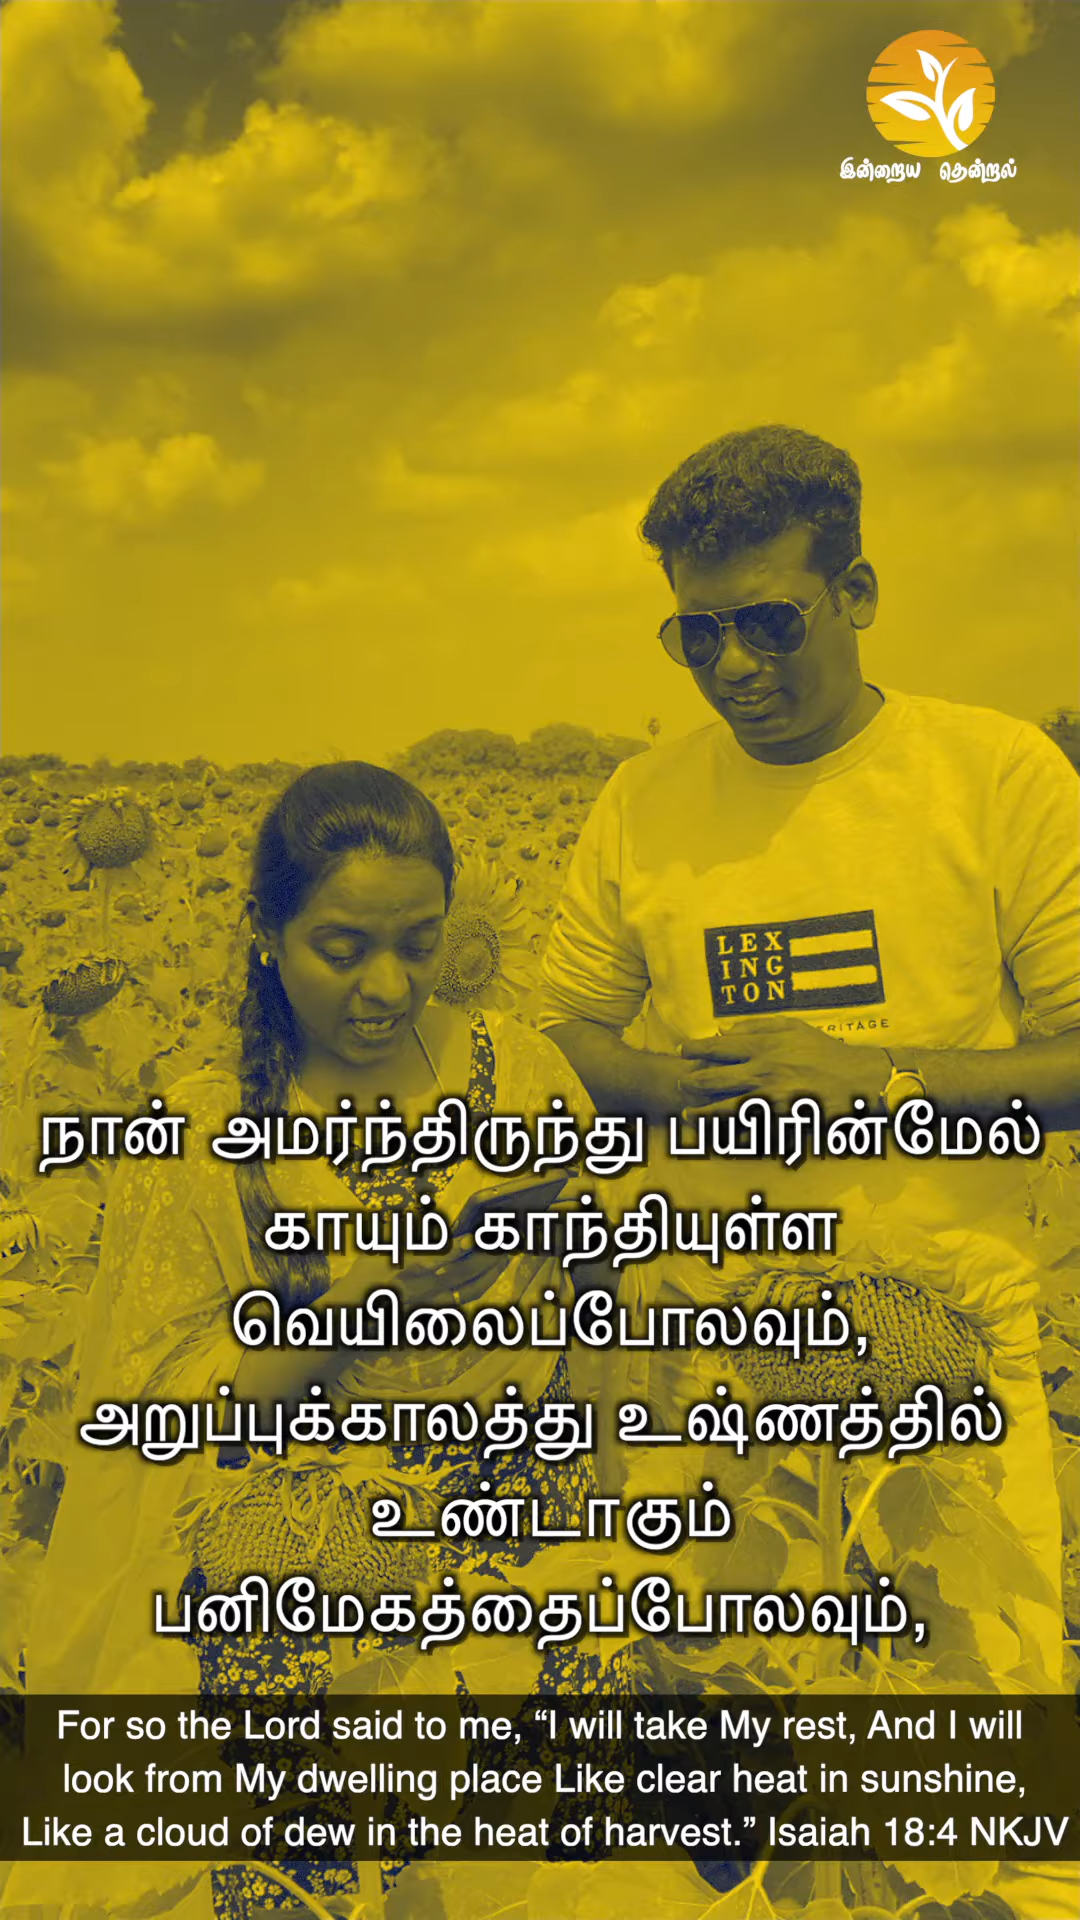 இன்றைய தென்றல்
LEX
ING
TON
நான் அமர்ந்திருந்து பயிரின்மேல்
காயும் காந்தியுள்ள
வெயிலைப்போலவும்,
அறுப்புக்காலத்து உஷ்ணத்தில்
உண்டாகும்
பனிமேகத்தைப்போலவும்,
For so the Lord said to me, “I will take My rest, And I will
look from My dwelling place Like clear heat in sunshine,
Like a cloud of dew in the heat of harvest.” Isaiah 18:4 NKJV